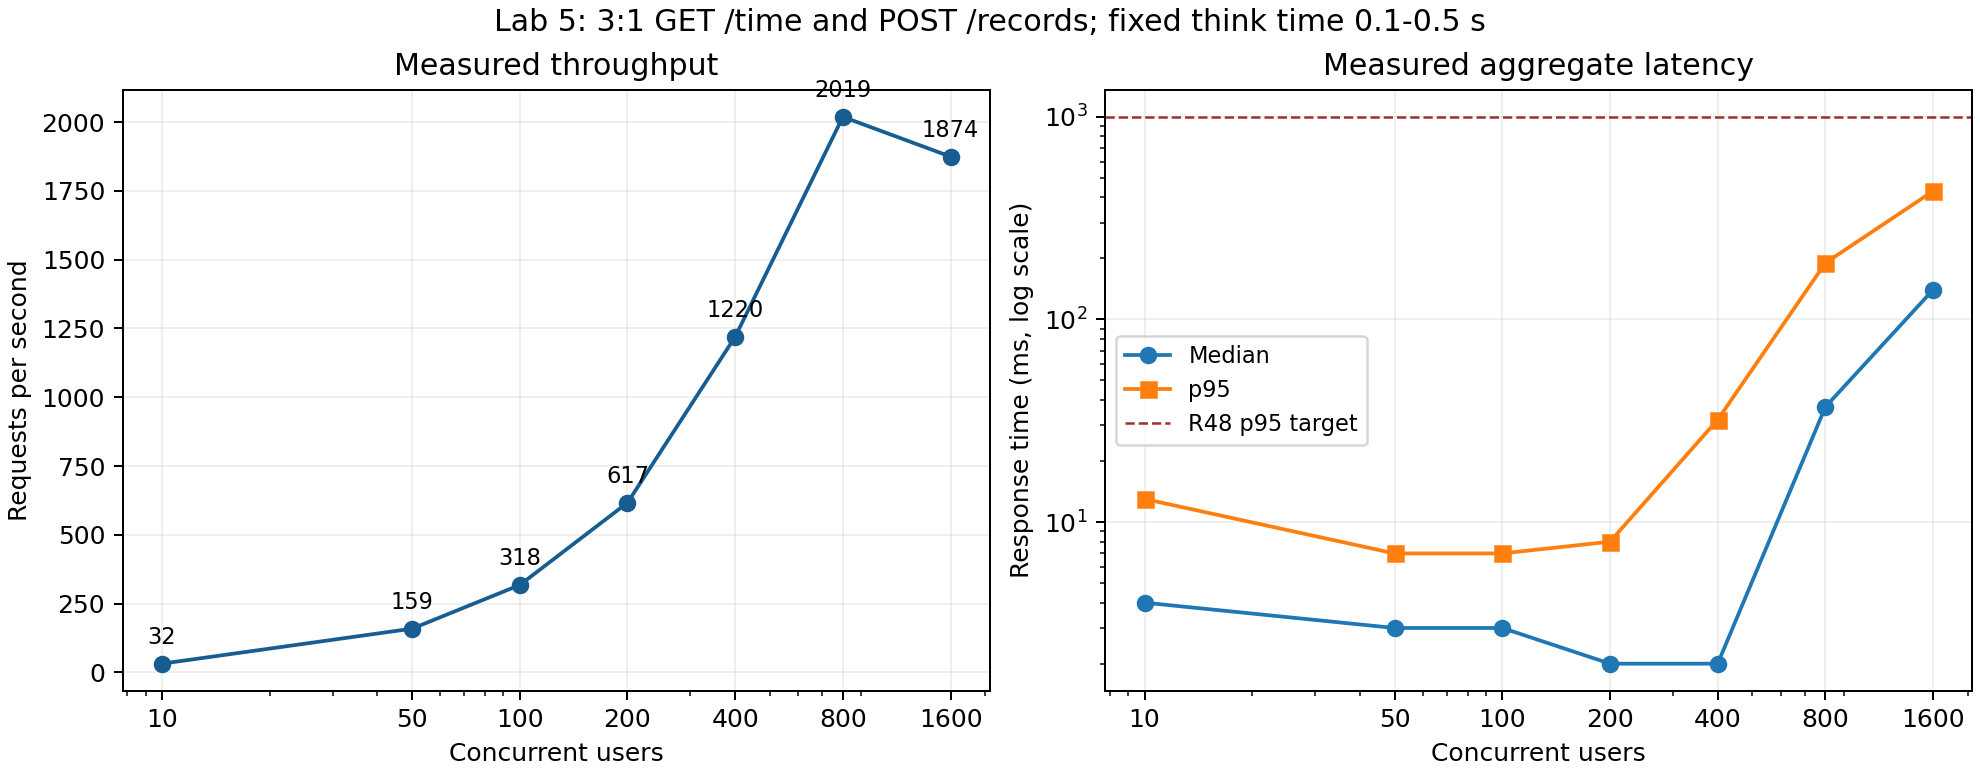 Lab 5: 3:1 GET /time and POST /records; fixed think time 0.1-0.5 s
Measured throughput
Requests per second
2000
1750
1500
1250
1000
750
500
250
0
32
159
318
617
1220
2019
1874
10 50 100 200 400 800 1600
Concurrent users
Measured aggregate latency
Response time (ms, log scale)
10³
10²
10¹
Median
p95
R48 p95 target
10 50 100 200 400 800 1600
Concurrent users